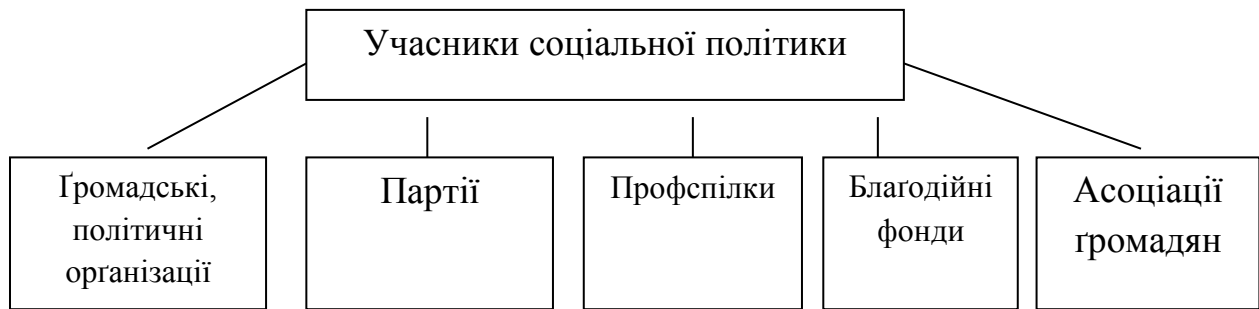 Учасники соціальної політики
Ґромадські,
політичні
орґанізації
Партії
Профспілки
Блаґодійні
фонди
Асоціації
ґромадян